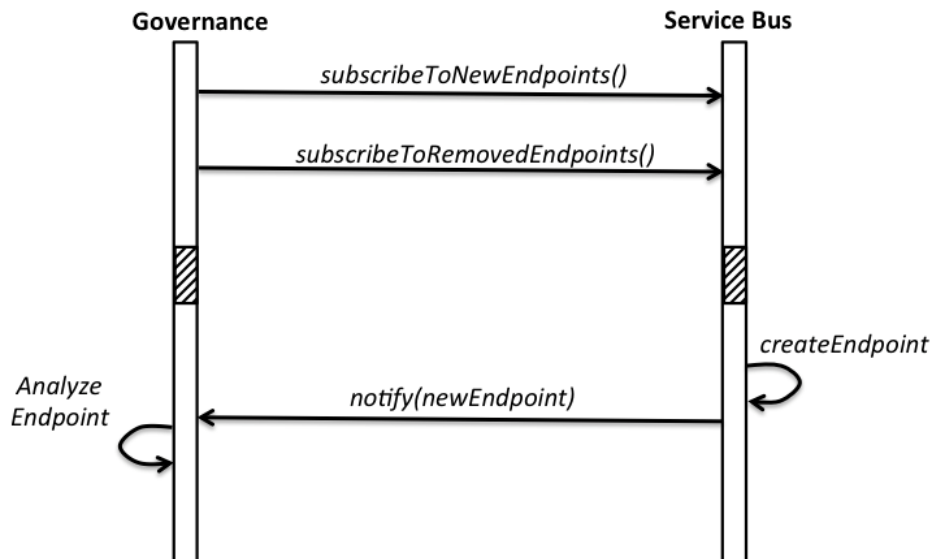 Governance
Service Bus
subscribeToNewEndpoints()
subscribeToRemovedEndpoints()
createEndpoint
Analyze
Endpoint
notify(newEndpoint)